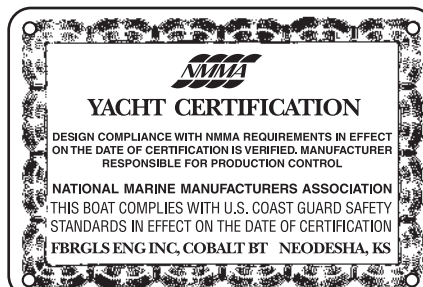 NMMA
YACHT CERTIFICATION
DESIGN COMPLIANCE WITH NMMA REQUIREMENTS IN EFFECT
ON THE DATE OF CERTIFICATION IS VERIFIED. MANUFACTURER
RESPONSIBLE FOR PRODUCTION CONTROL
NATIONAL MARINE MANUFACTURERS ASSOCIATION
THIS BOAT COMPLIES WITH U.S. COAST GUARD SAFETY
STANDARDS IN EFFECT ON THE DATE OF CERTIFICATION
FBRGLS ENG INC, COBALT BT NEODESHA, KS